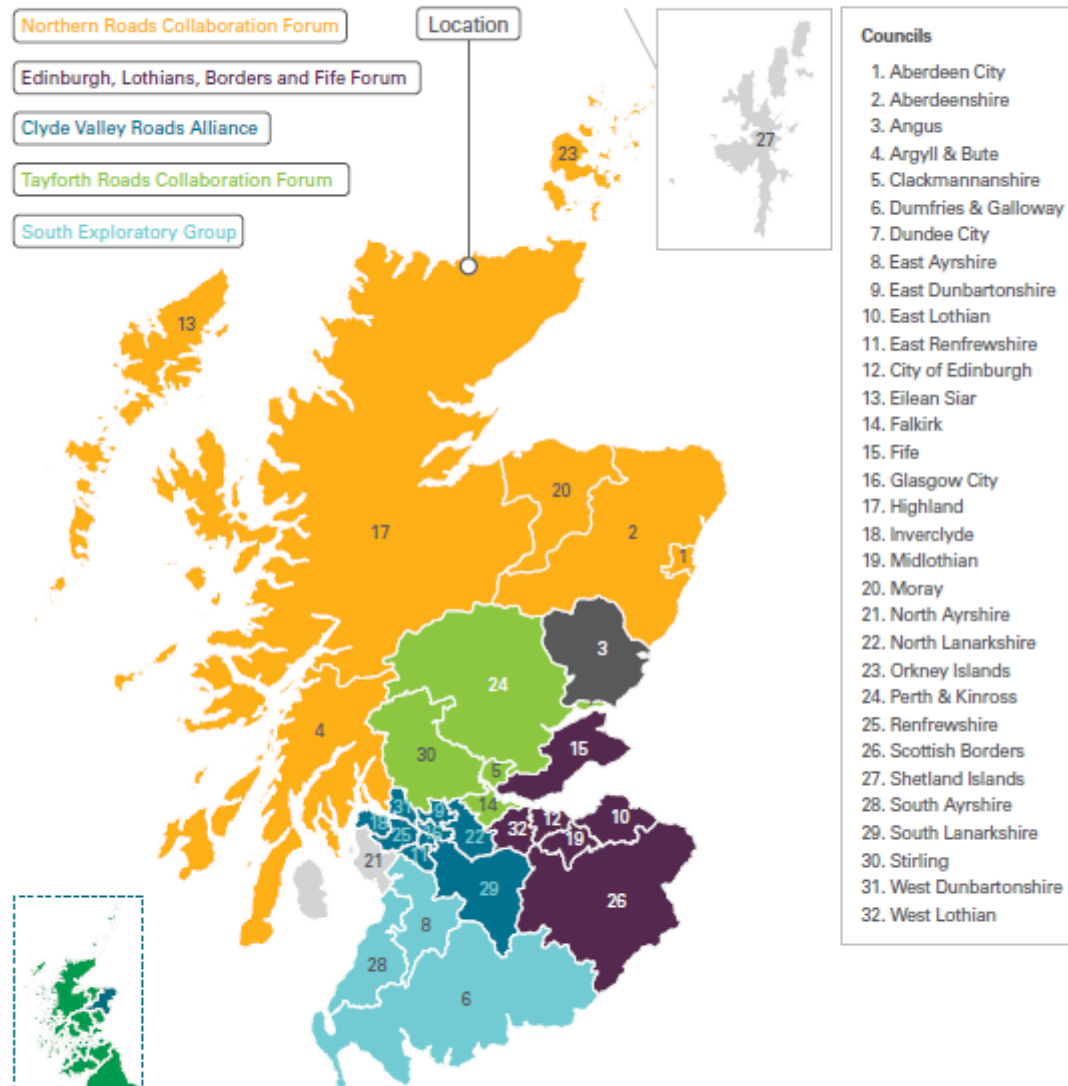 Northern Roads Collaboration Forum
Location
Edinburgh, Lothians, Borders and Fife Forum
Clyde Valley Roads Alliance
Tayforth Roads Collaboration Forum
South Exploratory Group
Councils
1. Aberdeen City
2. Aberdeenshire
3. Angus
4. Argyll & Bute
5. Clackmannanshire
6. Dumfries & Galloway
7. Dundee City
8. East Ayrshire
9. East Dunbartonshire
10. East Lothian
11. East Renfrewshire
12. City of Edinburgh
13. Eilean Siar
14. Falkirk
15. Fife
16. Glasgow City
17. Highland
18. Inverclyde
19. Midlothian
20. Moray
21. North Ayrshire
22. North Lanarkshire
23. Orkney Islands
24. Perth & Kinross
25. Renfrewshire
26. Scottish Borders
27. Shetland Islands
28. South Ayrshire
29. South Lanarkshire
30. Stirling
31. West Dunbartonshire
32. West Lothian
27
23
13
20
17
2
1
3
24
4
15
30
5
14
31
9
18
25
22
32
12
10
19
11
21
29
26
8
28
6